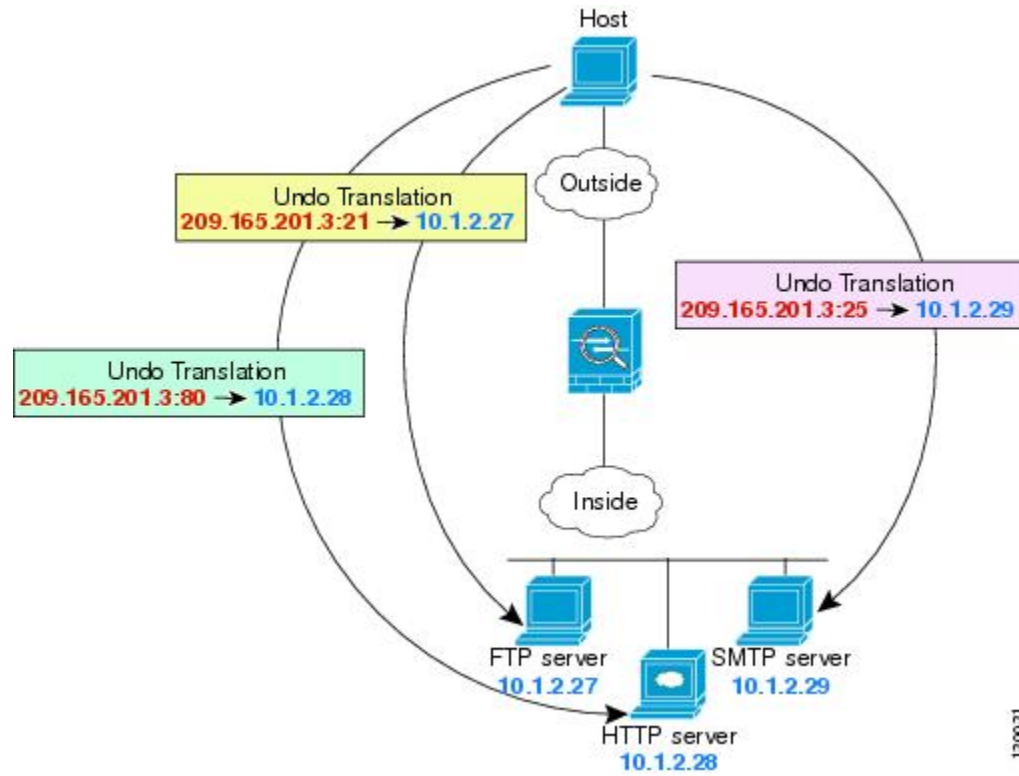 Host
Outside
Undo Translation
209.165.201.3:21 → 10.1.2.27
Undo Translation
209.165.201.3:25 → 10.1.2.29
Undo Translation
209.165.201.3:80 → 10.1.2.28
Inside
FTP server
10.1.2.27
SMTP server
10.1.2.29
HTTP server
10.1.2.28